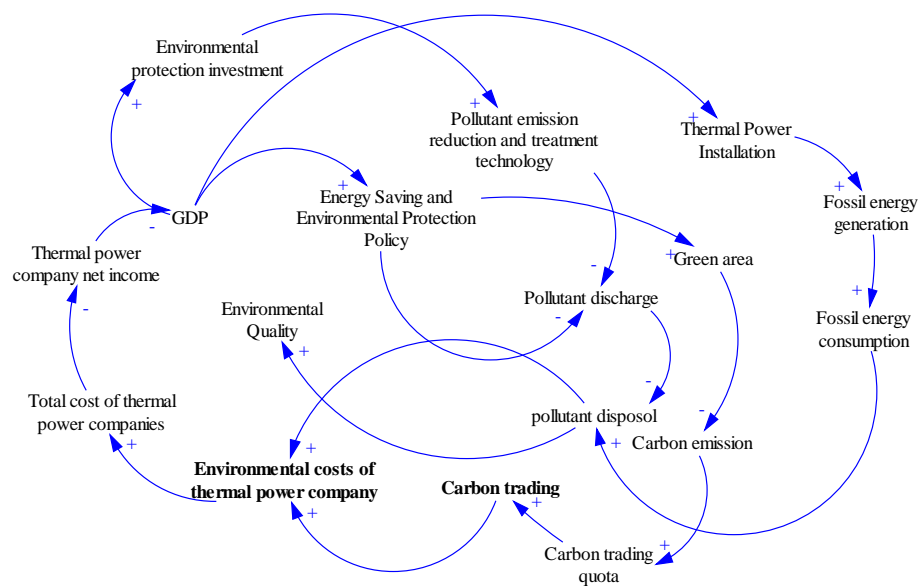 Environmental
protection investment
+
Pollutant emission
reduction and treatment
technology
+
Thermal Power
Installation
+
GDP
-
Energy Saving and
Environmental Protection
Policy
+
Fossil energy
generation
+
Thermal power
company net income
-
Green area
+
Environmental
Quality
+
Pollutant discharge
-
-
Fossil energy
consumption
+
Total cost of thermal
power companies
+
pollutant disposol
-
+
Carbon emission
-
Environmental costs of
thermal power company
+
+
Carbon trading
+
Carbon trading
quota
+